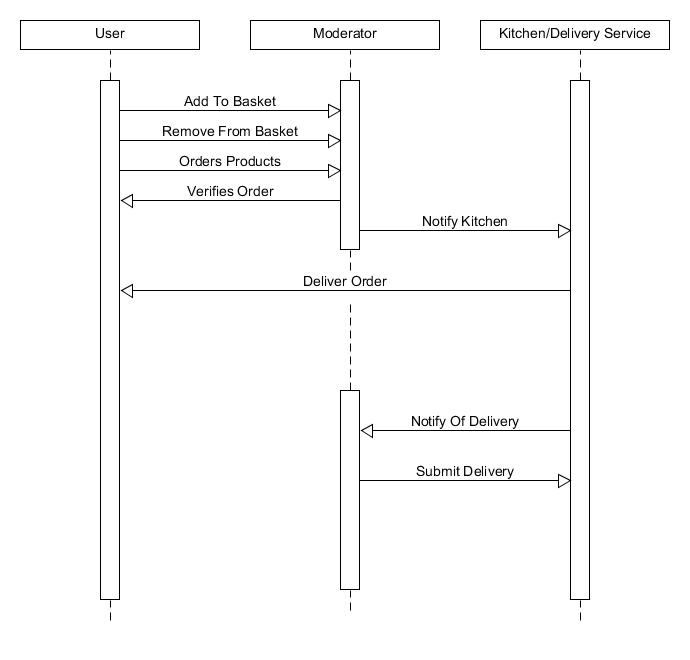 User
Moderator
Kitchen/Delivery Service
Add To Basket
Remove From Basket
Orders Products
Verifies Order
Notify Kitchen
Deliver Order
Notify Of Delivery
Submit Delivery